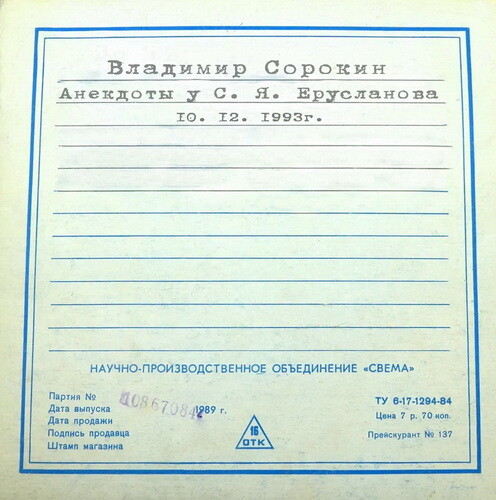 Владимир Сорокин
Анекдоты у С. Я. Ерусланова
10. 12. 1993г.
НАУЧНО-ПРОИЗВОДСТВЕННОЕ ОБЪЕДИНЕНИЕ «СВЕМА»
Партия №
Дата выпуска 1989 г.
Дата продажи
Подпись продавца
Штамп магазина
16
ОТК
ТУ 6-17-1294-84
Цена 7 р. 70 коп.
Прейскурант № 137